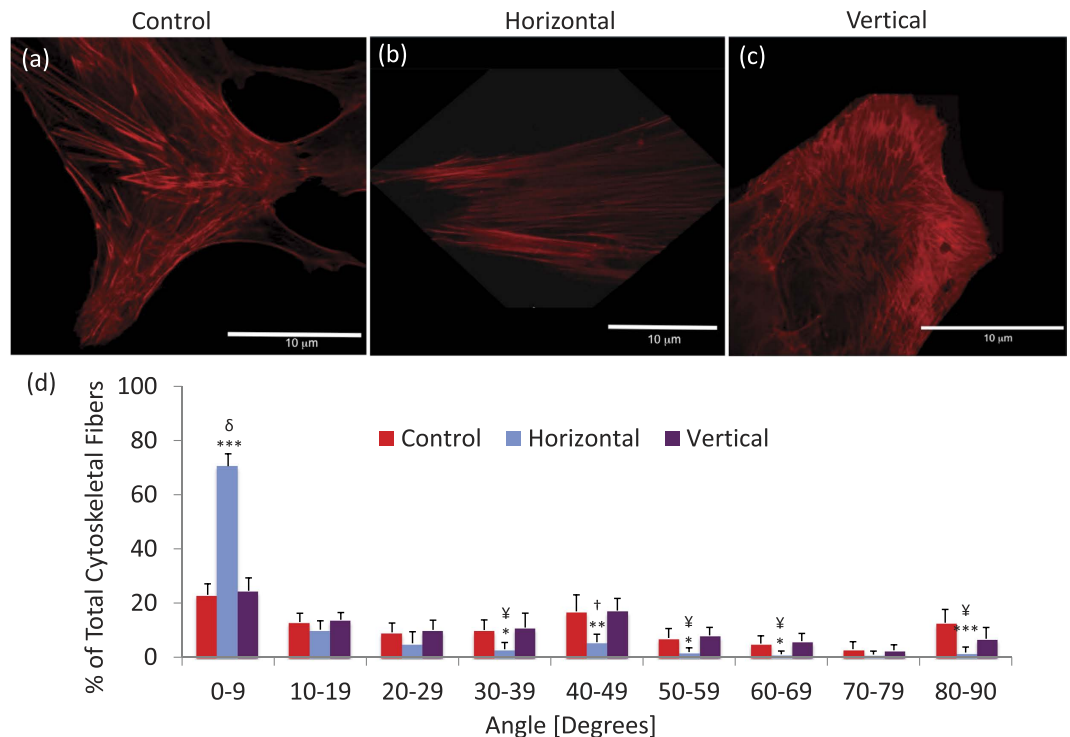 Control Horizontal Vertical
(a) (b) (c)
10 µm 10 µm 10 µm
(d)
% of Total Cytoskeletal Fibers
100
80
60
40
20
0
δ
***
Control Horizontal Vertical
¥
*
†
**
¥
*
¥
*
¥
***
0-9 10-19 20-29 30-39 40-49 50-59 60-69 70-79 80-90
Angle [Degrees]